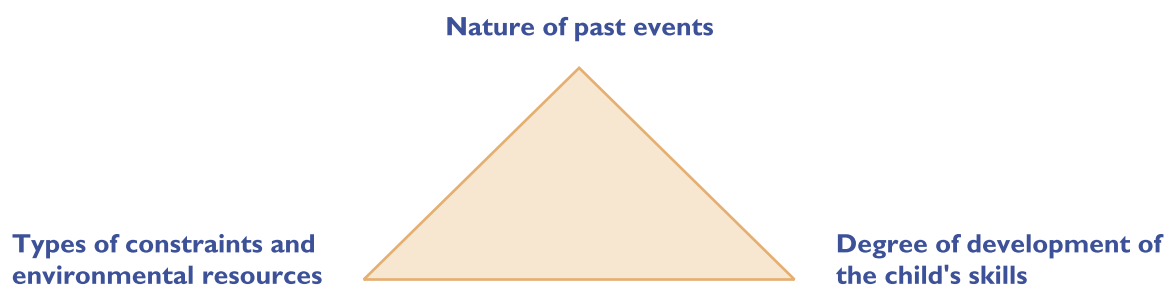 Nature of past events
Types of constraints and
environmental resources
Degree of development of
the child's skills